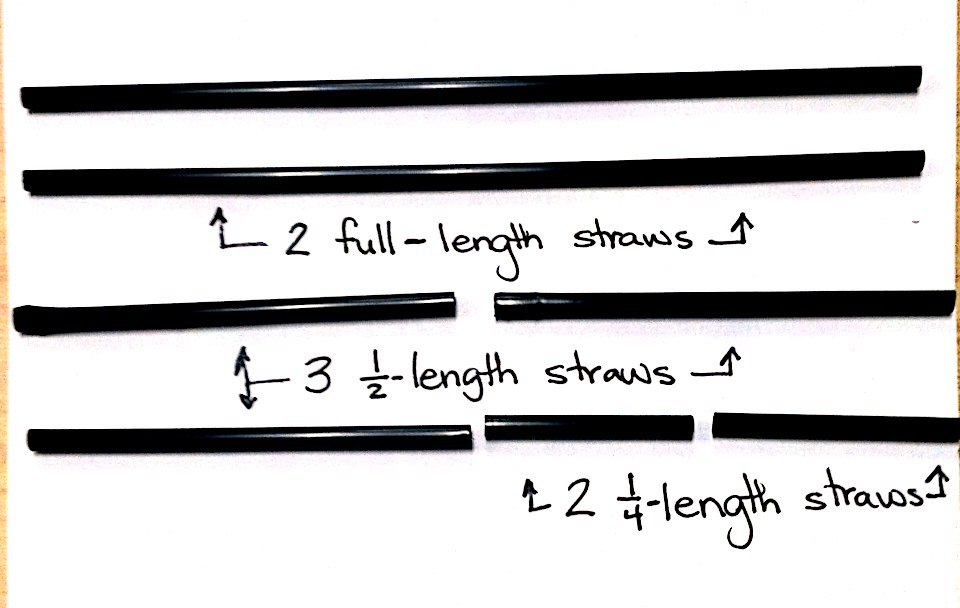 2 full-length straws
3 1/2-length straws
2 1/4-length straws